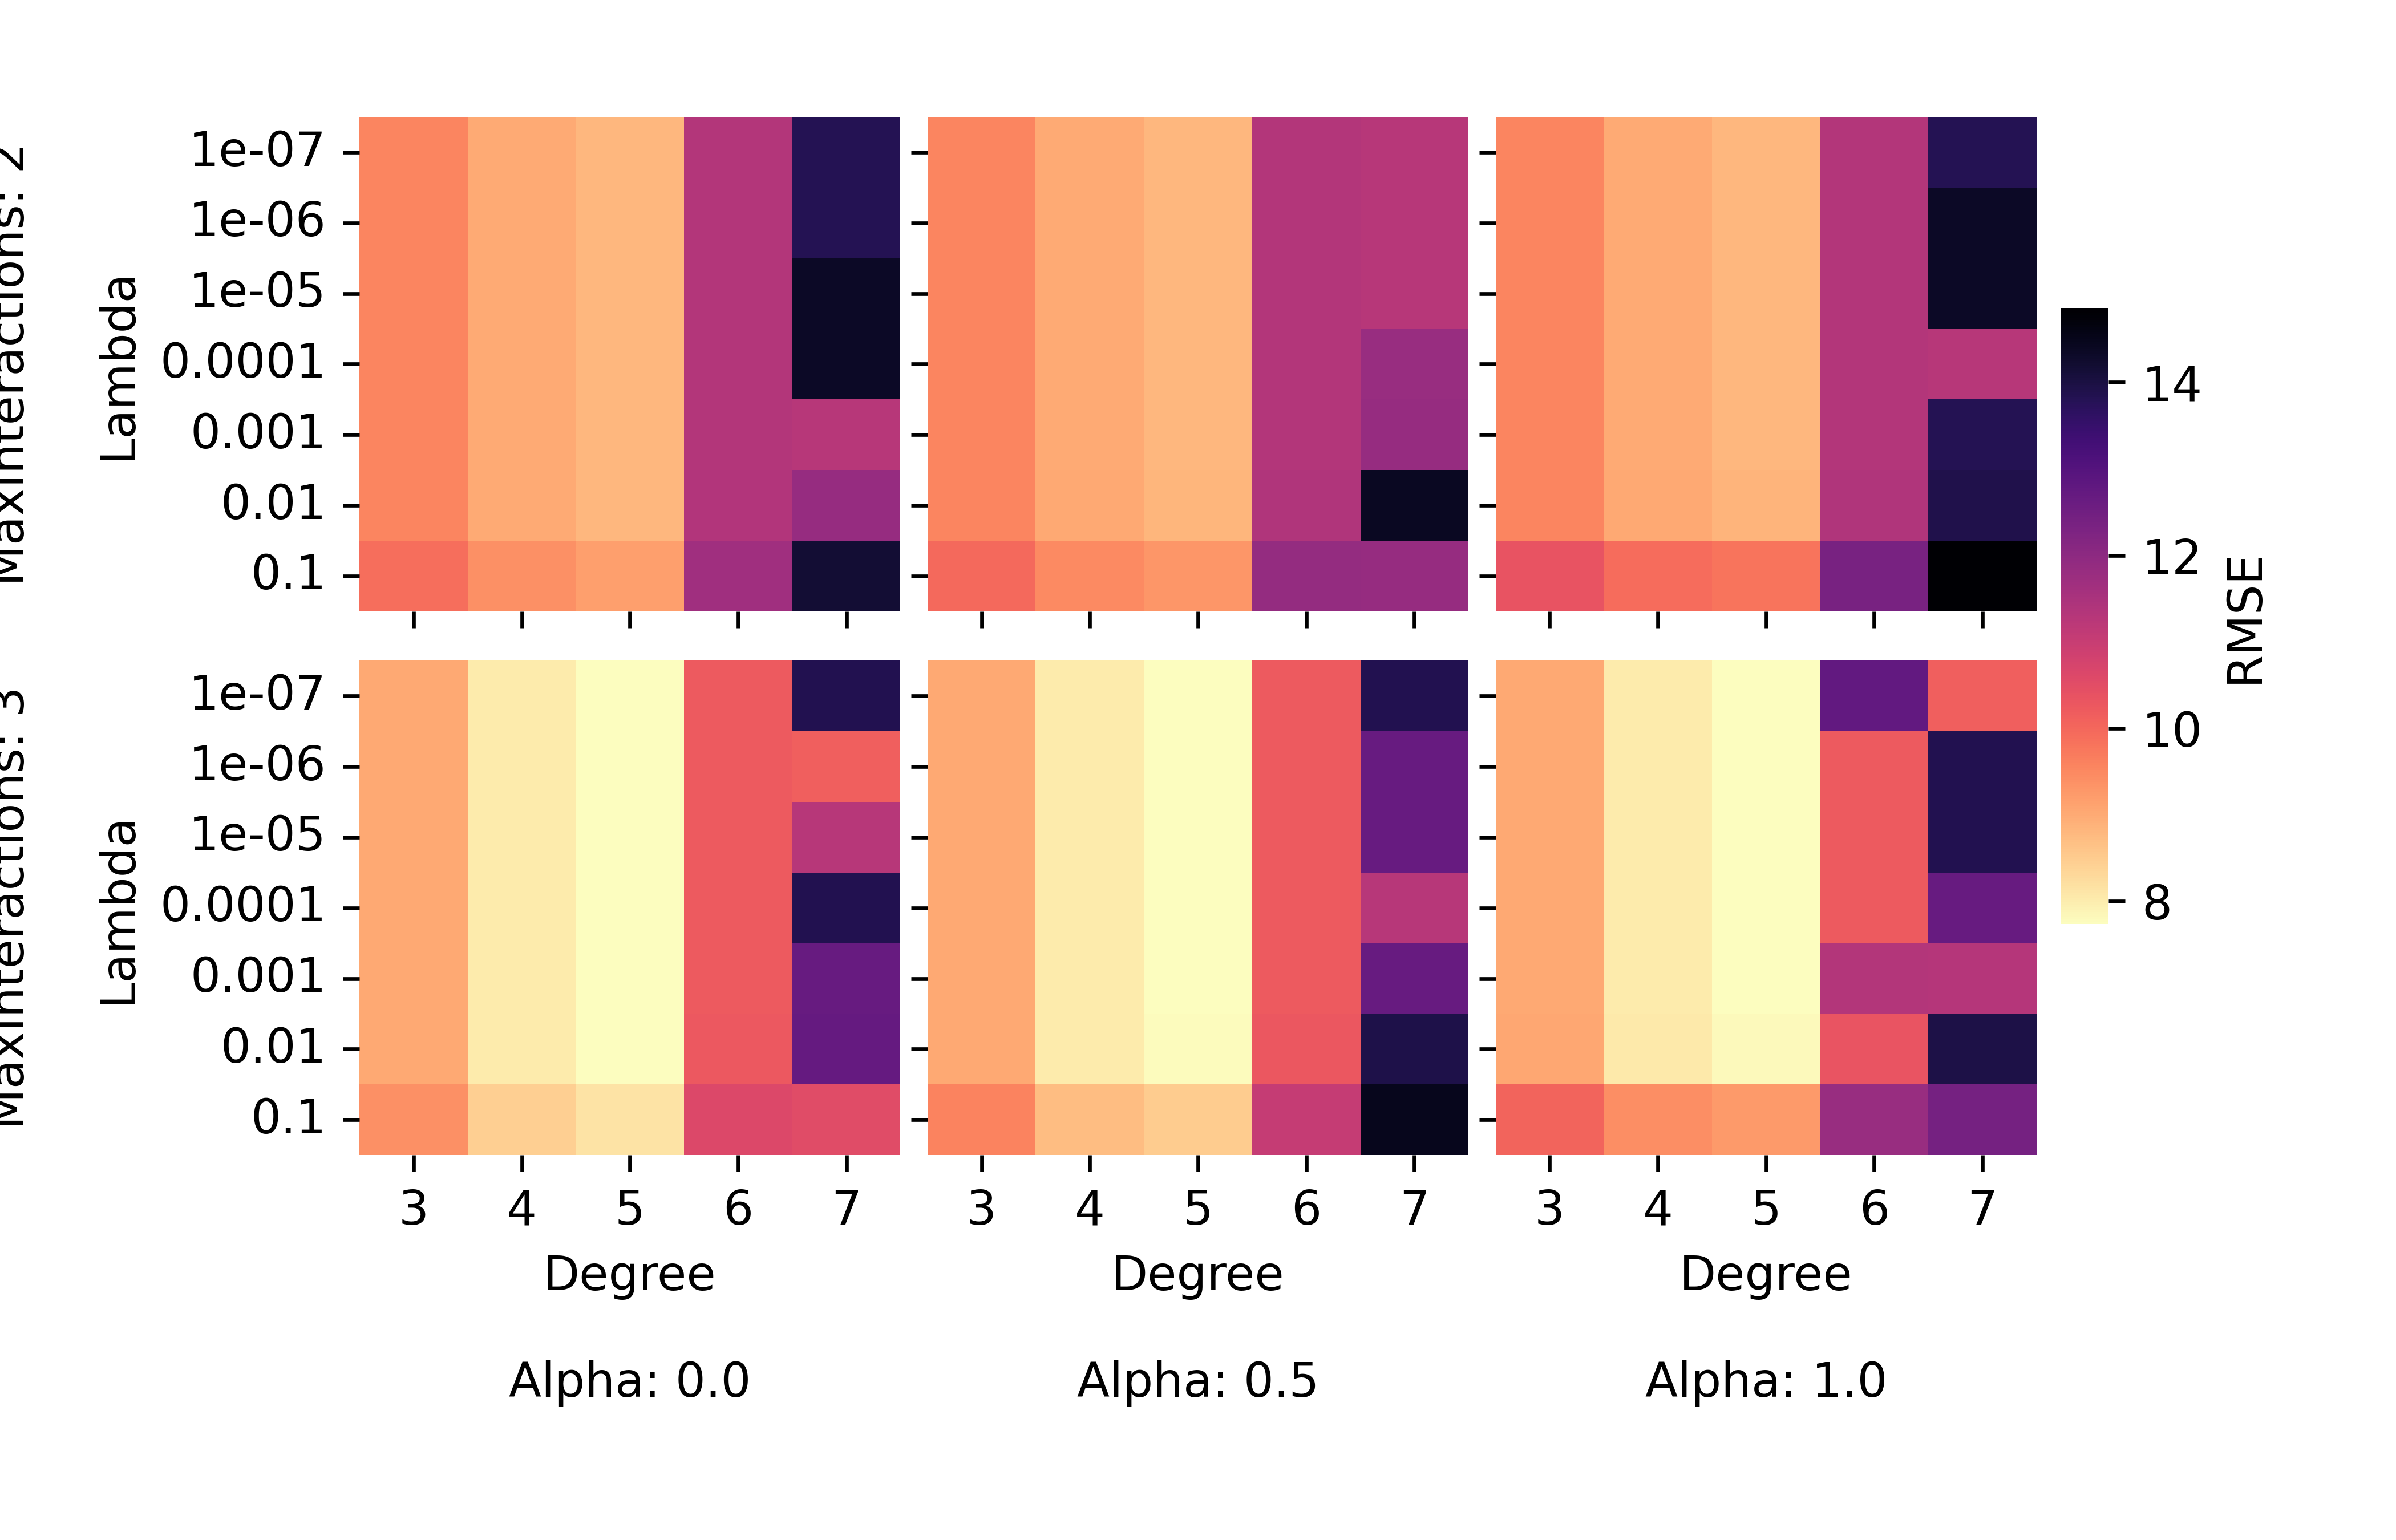 MaxInteractions: 2
Lambda
1e-07
1e-06
1e-05
0.0001
0.001
0.01
0.1
MaxInteractions: 3
Lambda
1e-07
1e-06
1e-05
0.0001
0.001
0.01
0.1
3 4 5 6 7
3 4 5 6 7
3 4 5 6 7
Degree
Degree
Degree
Alpha: 0.0
Alpha: 0.5
Alpha: 1.0
14
12
10
8
RMSE